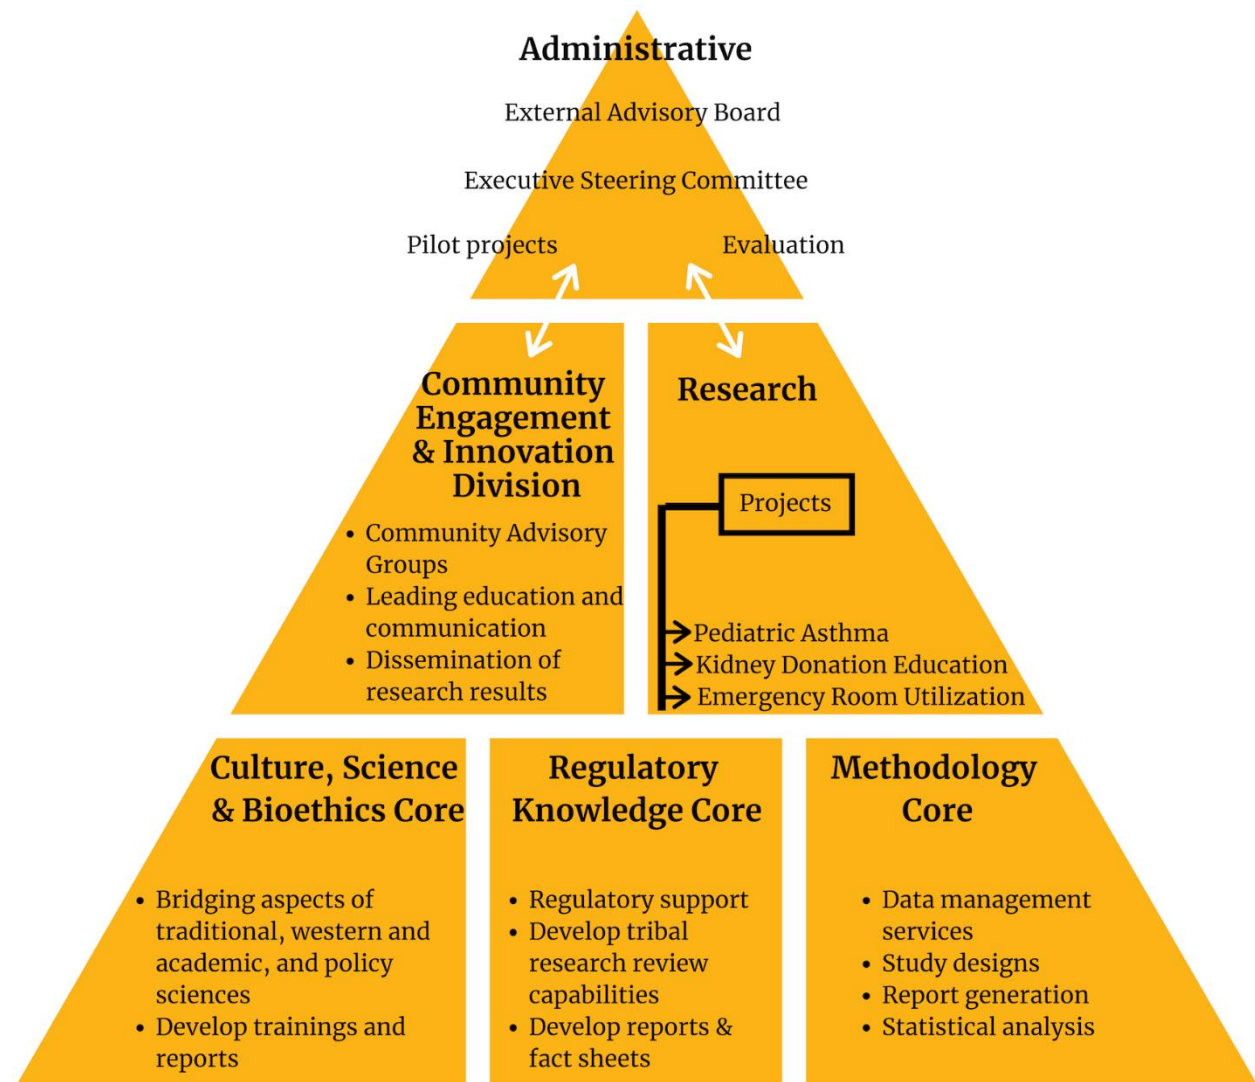 Administrative
External Advisory Board
Executive Steering Committee
Pilot projects
Evaluation
Community
Engagement
& Innovation
Division
• Community Advisory
Groups
• Leading education and
communication
• Dissemination of
research results
Research
Projects
Pediatric Asthma
Kidney Donation Education
Emergency Room Utilization
Culture, Science
& Bioethics Core
• Bridging aspects of
traditional, western and
academic, and policy
sciences
• Develop trainings and
reports
Regulatory
Knowledge Core
• Regulatory support
• Develop tribal
research review
capabilities
• Develop reports &
fact sheets
Methodology
Core
• Data management
services
• Study designs
• Report generation
• Statistical analysis